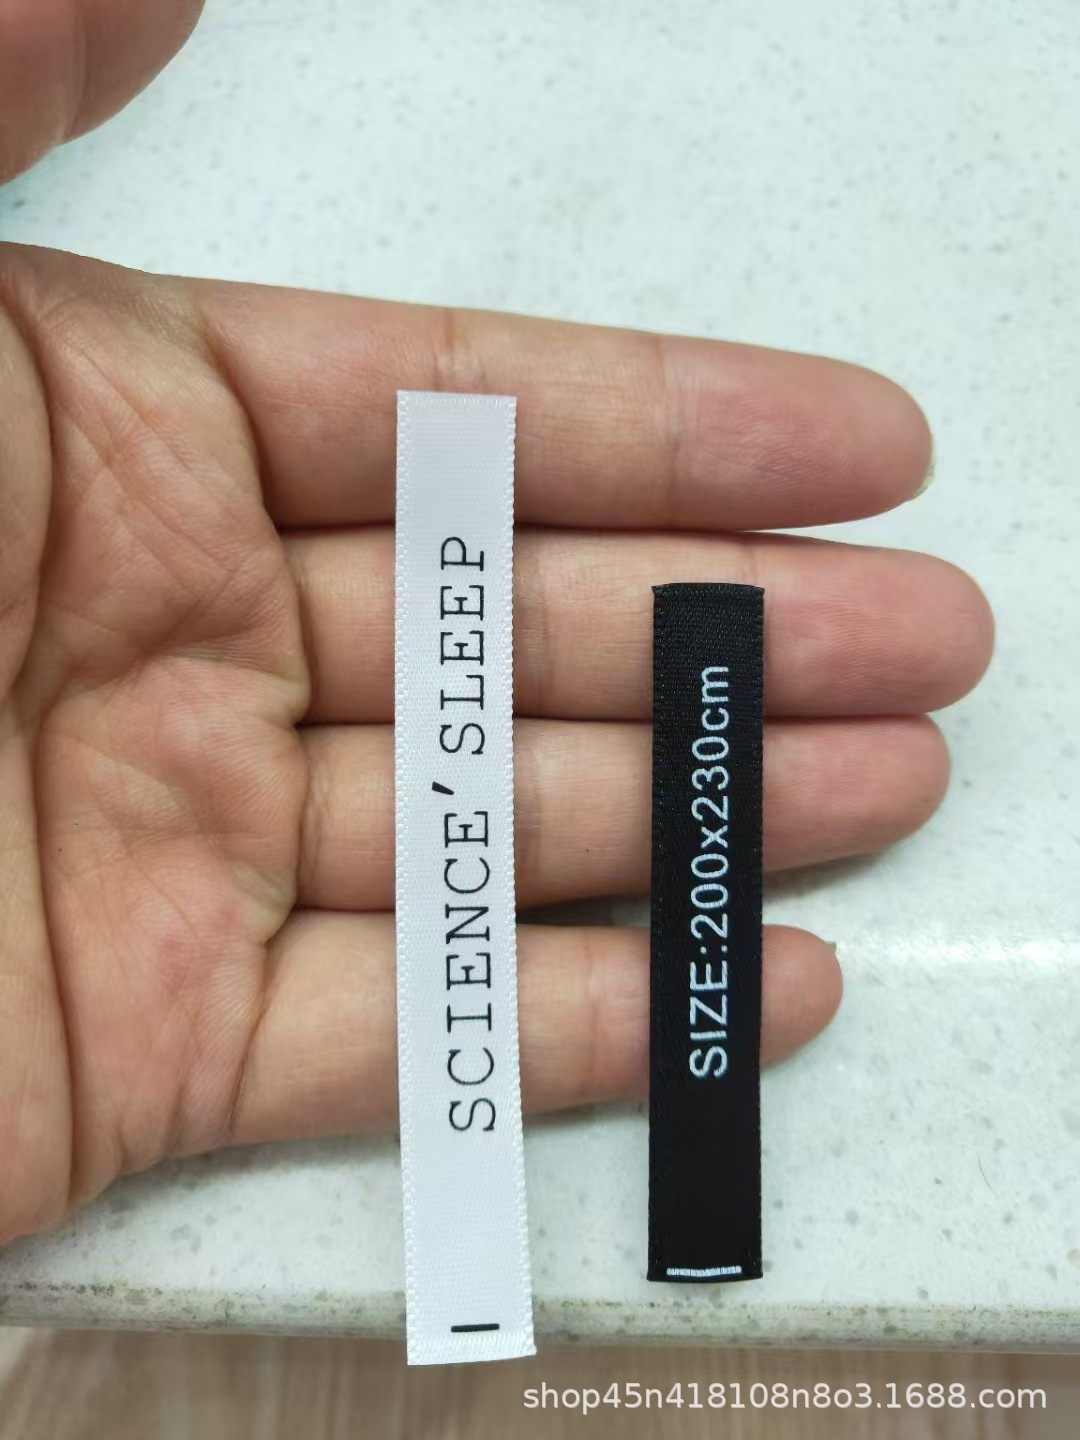 SCIENCE'SLEEP
SIZE:200x230cm
shop45n418108n8o3.1688.com